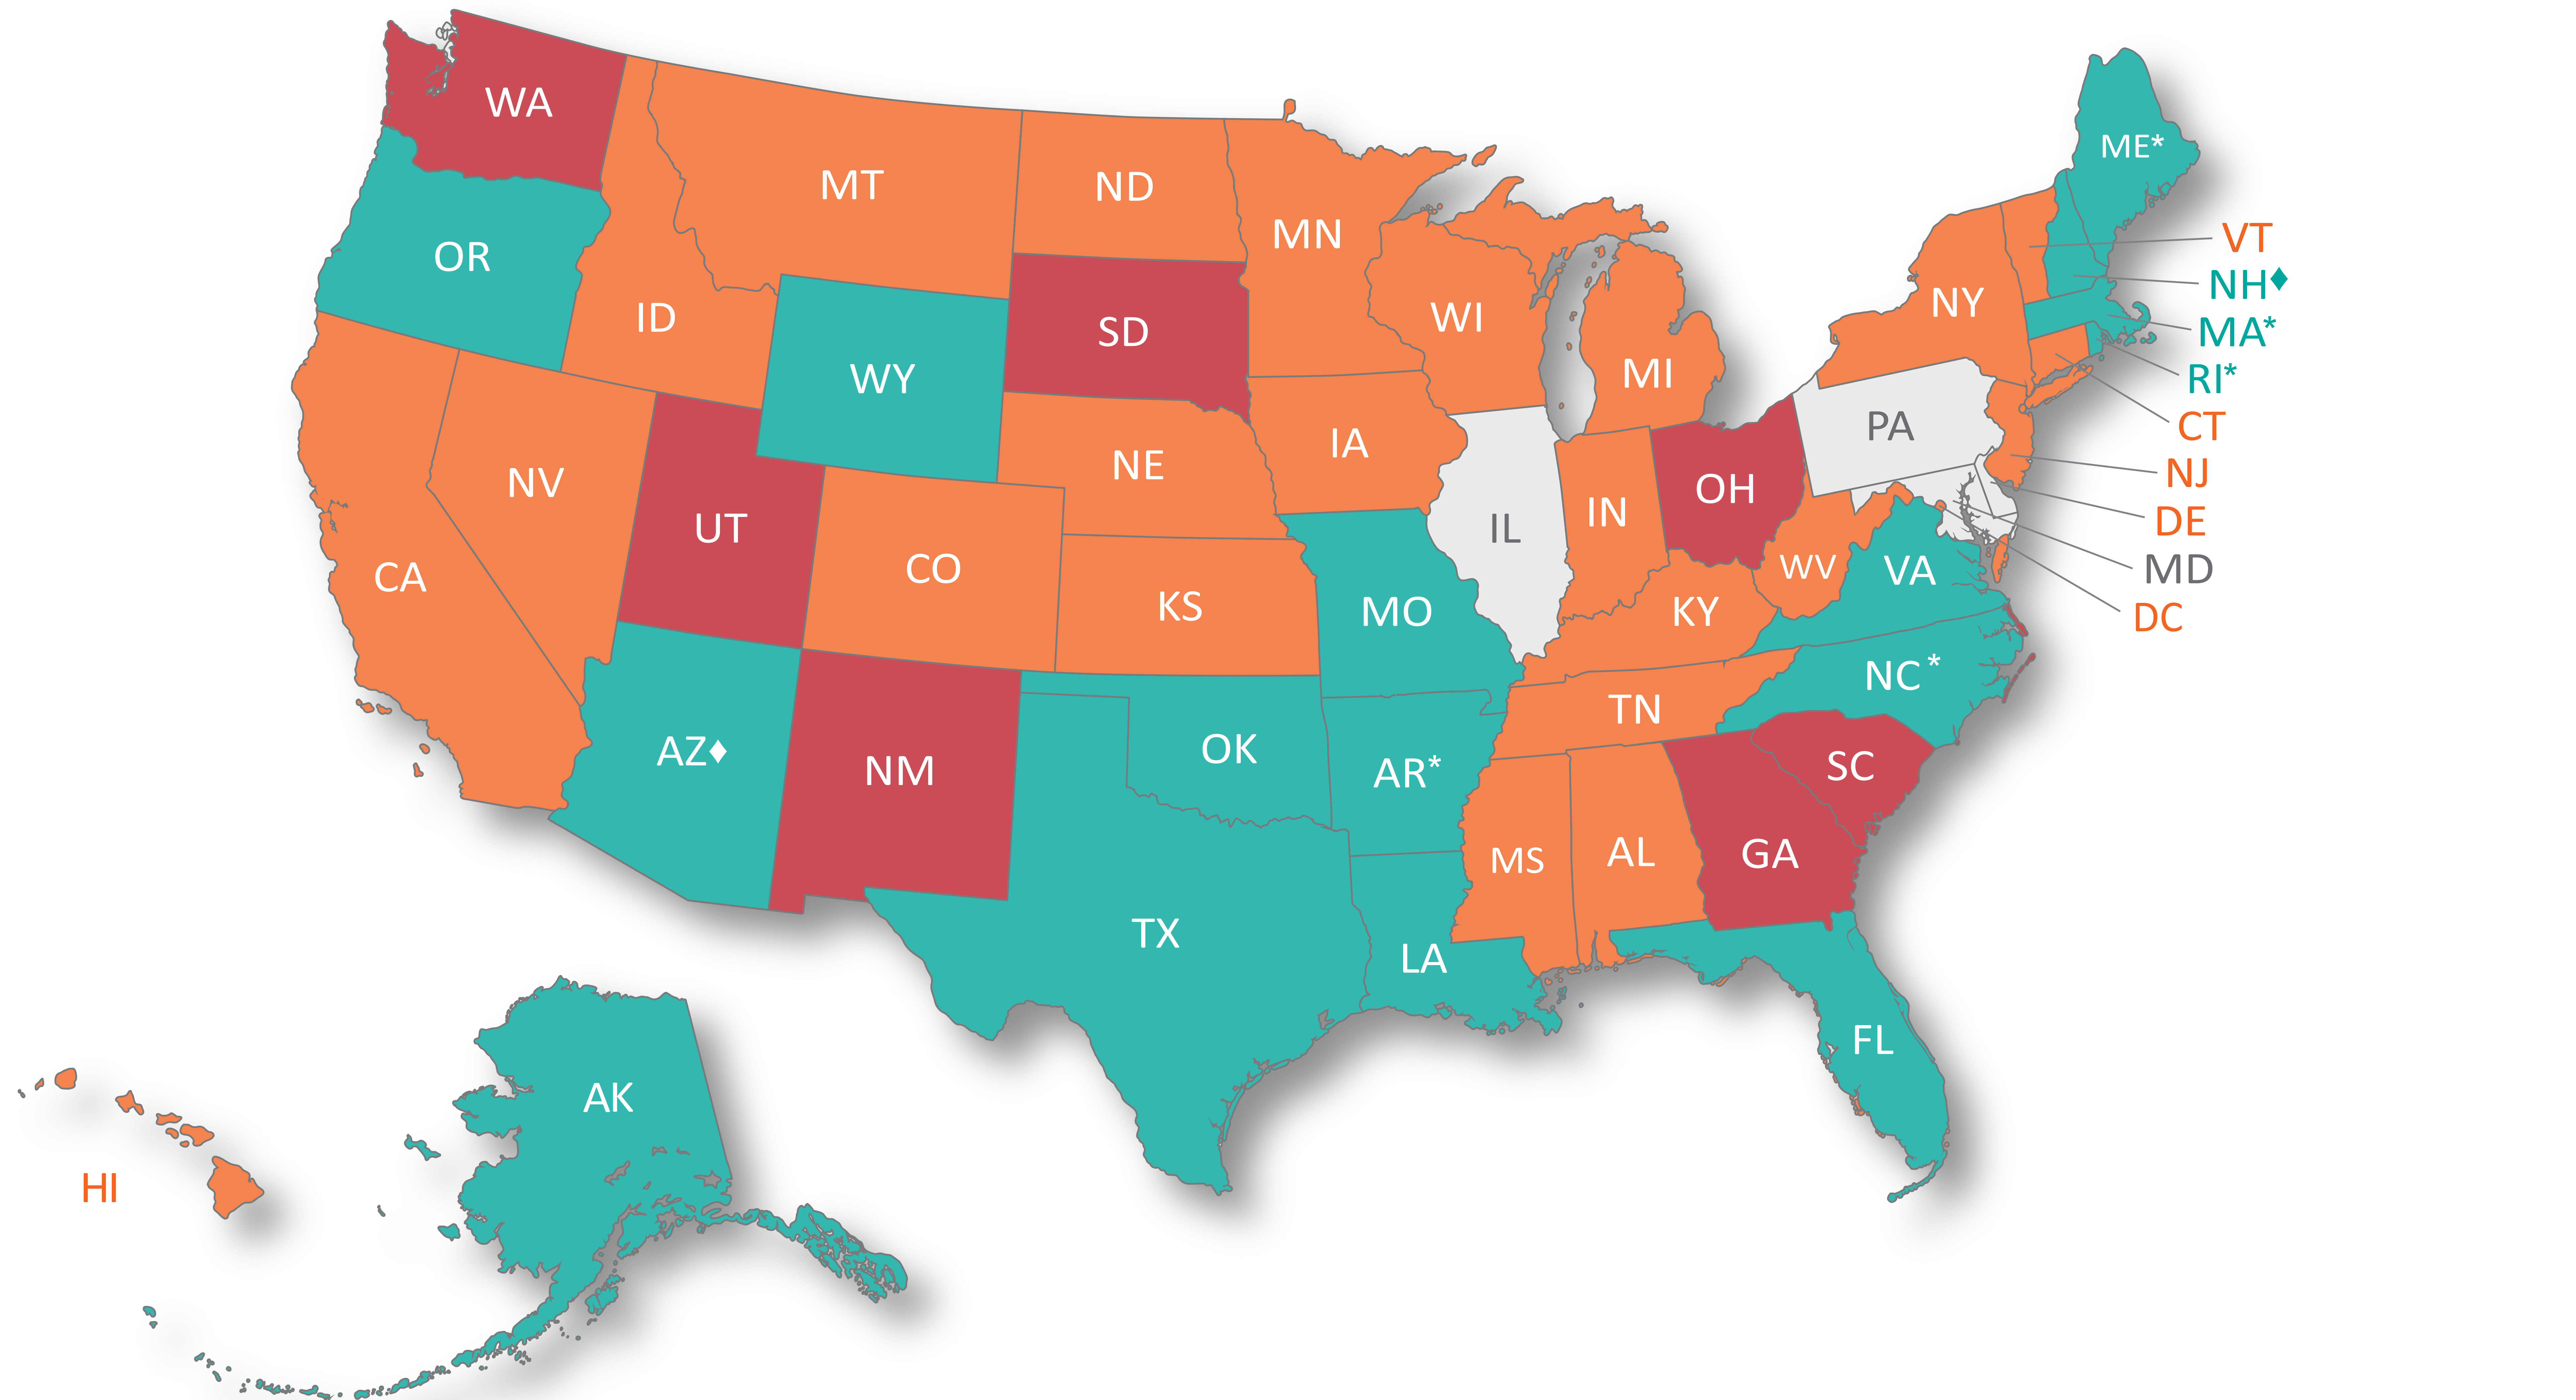 WA
OR
CA
NV
ID
MT
WY
UT
AZ♦
CO
NM
ND
SD
NE
KS
OK
TX
MN
IA
MO
AR*
LA
WI
IL
MI
IN
OH
KY
TN
MS
AL
GA
FL
SC
NC*
VA
WV
PA
NY
ME*
VT
NH♦
MA*
RI*
CT
NJ
DE
MD
DC
AK
HI